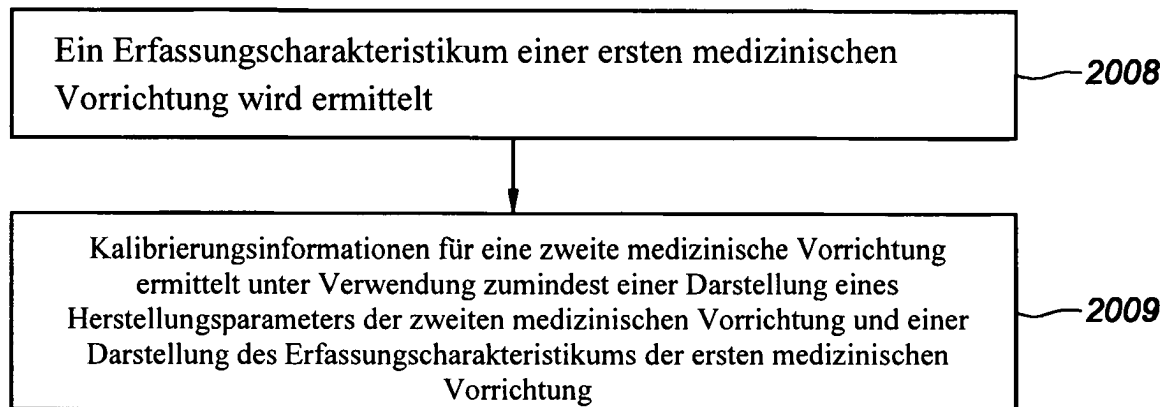 Ein Erfassungscharakteristikum einer ersten medizinischen
Vorrichtung wird ermittelt
2008
Kalibrierungsinformationen für eine zweite medizinische Vorrichtung
ermittelt unter Verwendung zumindest einer Darstellung eines
Herstellungsparameters der zweiten medizinischen Vorrichtung und einer
Darstellung des Erfassungscharakteristikums der ersten medizinischen
Vorrichtung
2009